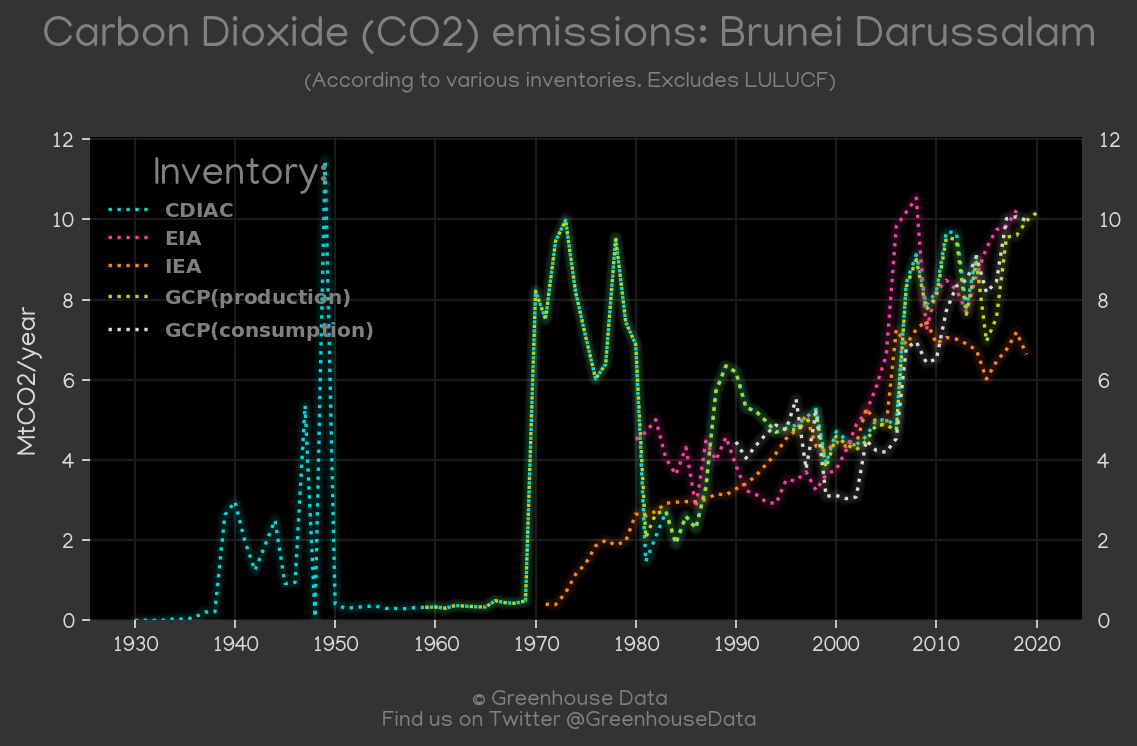 Carbon Dioxide (CO2) emissions: Brunei Darussalam
(According to various inventories. Excludes LULUCF)
12 12
Inventory:
CDIAC
10 10
EIA
IEA
8 GCP(production) 8
GCP(consumption)
MtCO2/year
6 6
4 4
2 2
0 0
1930 1940 1950 1960 1970 1980 1990 2000 2010 2020
© Greenhouse Data
Find us on Twitter @GreenhouseData